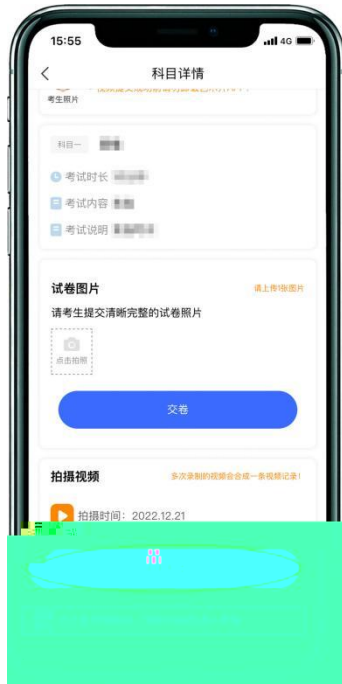 15:55
4G
科目详情
考生照片
科目一
考试时长
考试内容
考试说明
试卷图片
请上传1张图片
请考生提交清晰完整的试卷照片
点击拍照
交卷
拍摄视频
多次录制的视频会合成一条视频记录！
拍摄时间：2022.12.21